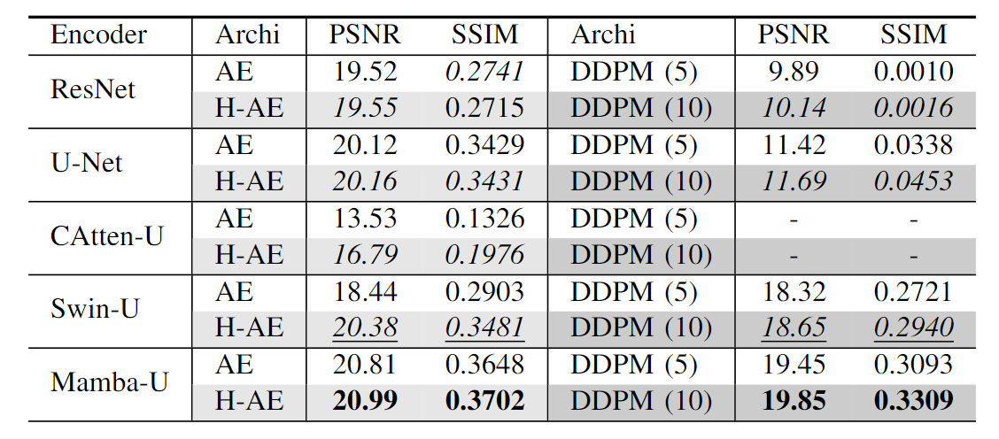 Encoder Archi PSNR SSIM Archi PSNR SSIM
ResNet AE 19.52 0.2741 DDPM (5) 9.89 0.0010
H-AE 19.55 0.2715 DDPM (10) 10.14 0.0016
U-Net AE 20.12 0.3429 DDPM (5) 11.42 0.0338
H-AE 20.16 0.3431 DDPM (10) 11.69 0.0453
CAtten-U AE 13.53 0.1326 DDPM (5) - -
H-AE 16.79 0.1976 DDPM (10) - -
Swin-U AE 18.44 0.2903 DDPM (5) 18.32 0.2721
H-AE 20.38 0.3481 DDPM (10) 18.65 0.2940
Mamba-U AE 20.81 0.3648 DDPM (5) 19.45 0.3093
H-AE 20.99 0.3702 DDPM (10) 19.85 0.3309